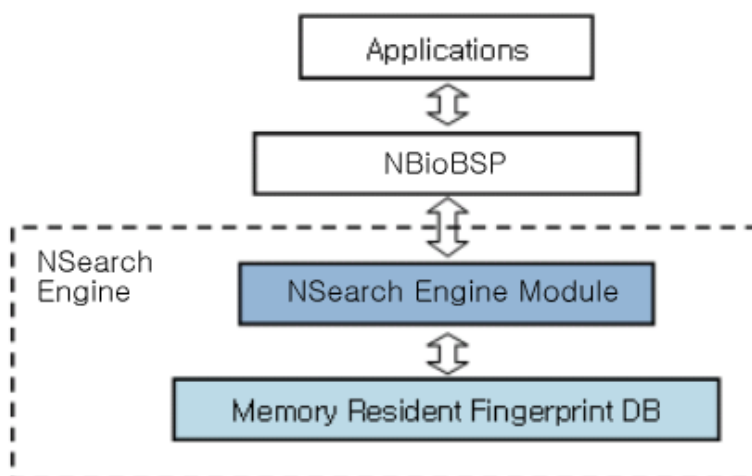 Applications
NBioBSP
NSearch
Engine
NSearch Engine Module
Memory Resident Fingerprint DB